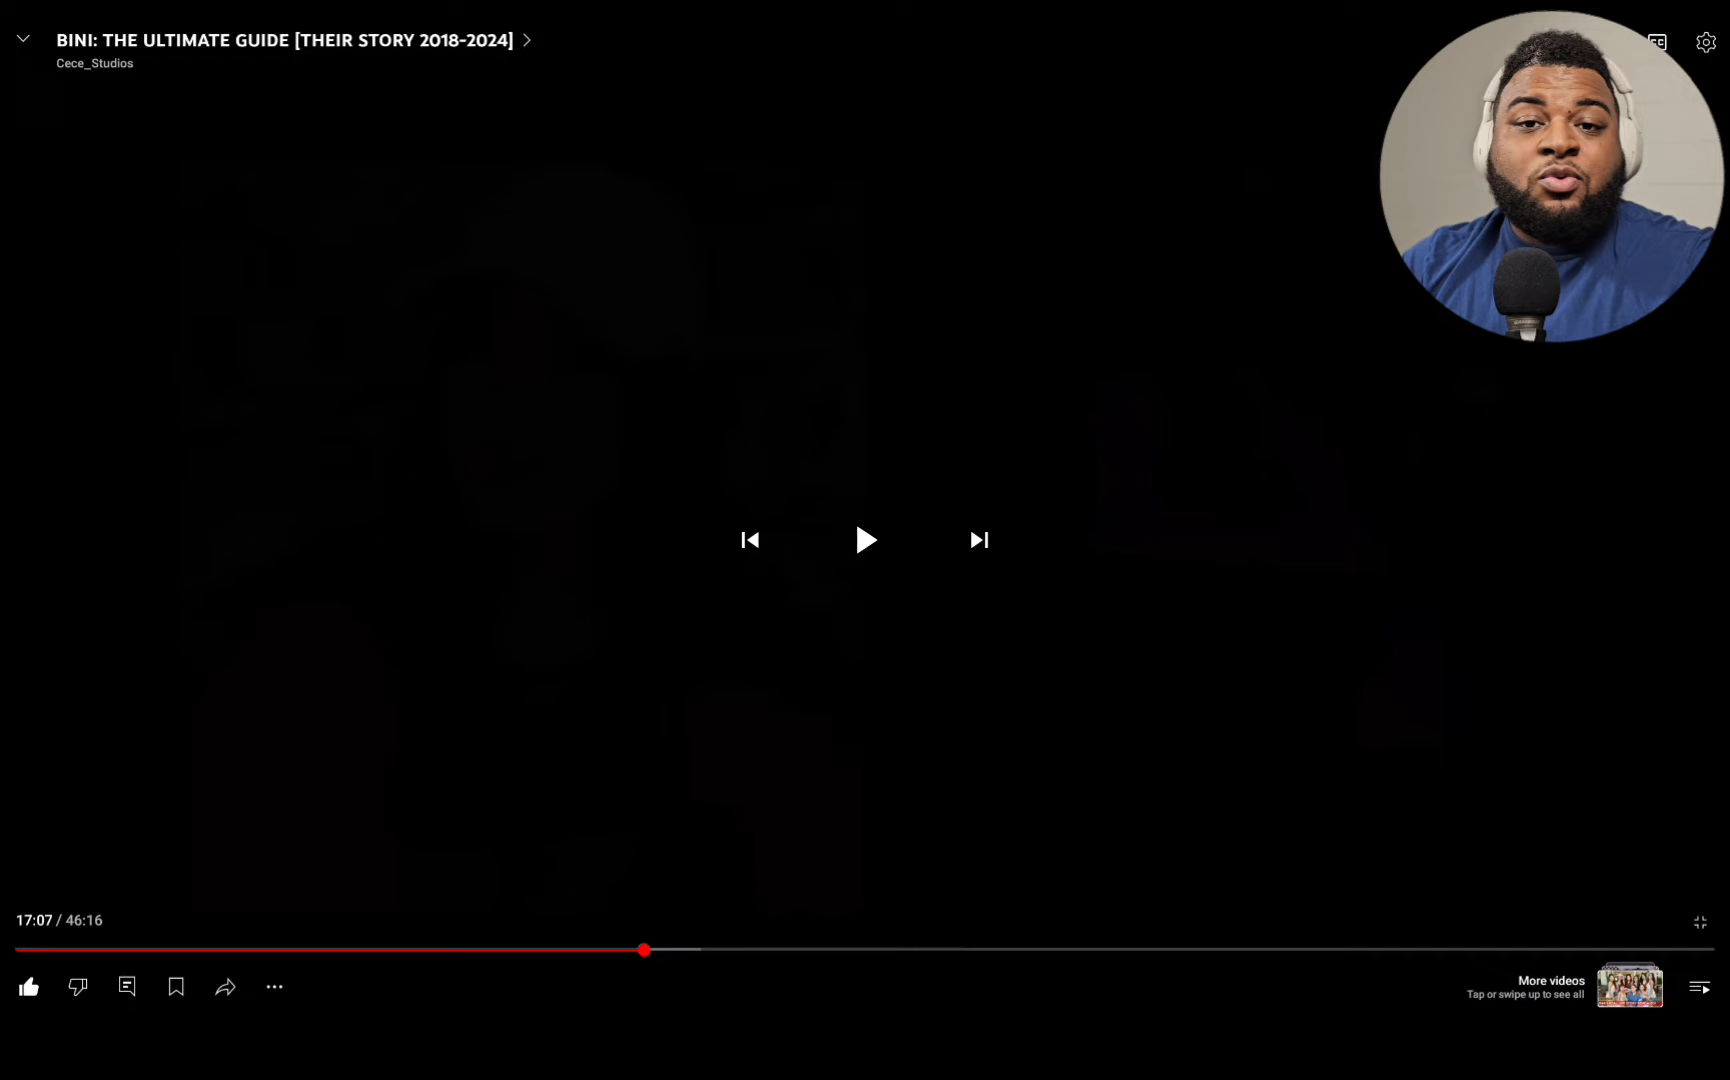 BINI: THE ULTIMATE GUIDE [THEIR STORY 2018-2024]
Cece_Studios
CC
17:07 / 46:16
More videos
Tap or swipe up to see all